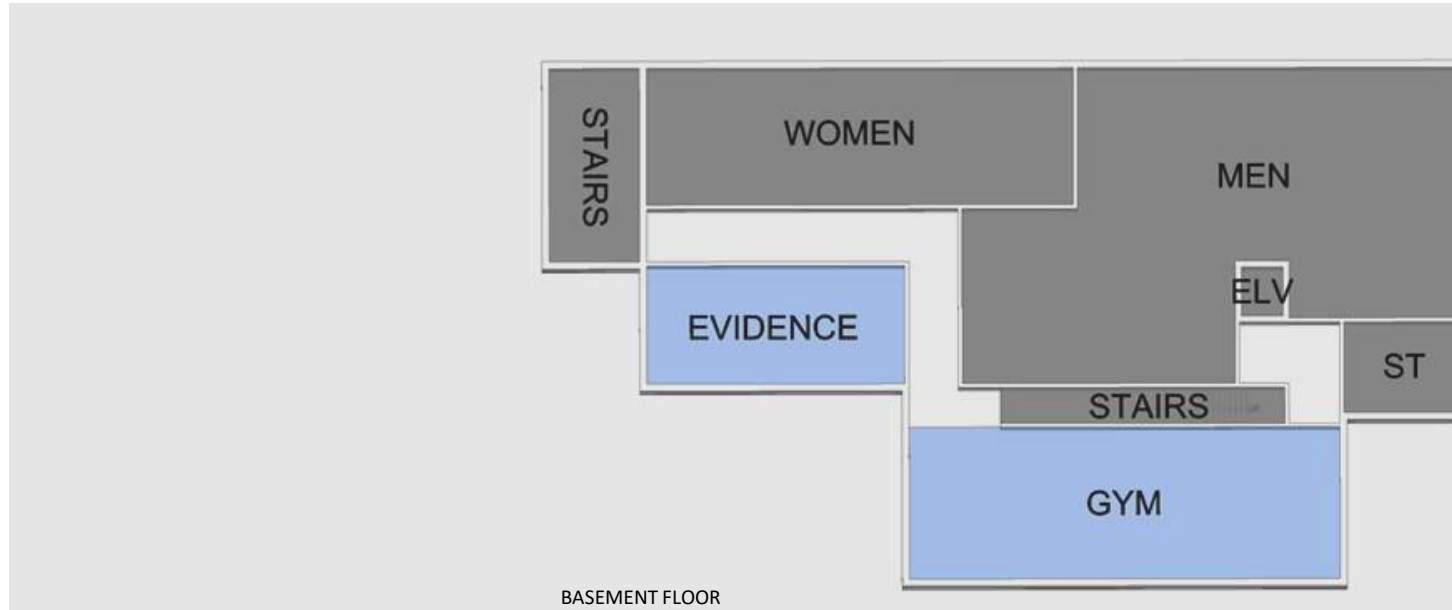 STAIRS
WOMEN
MEN
ELV
EVIDENCE
ST
STAIRS
GYM
BASEMENT FLOOR